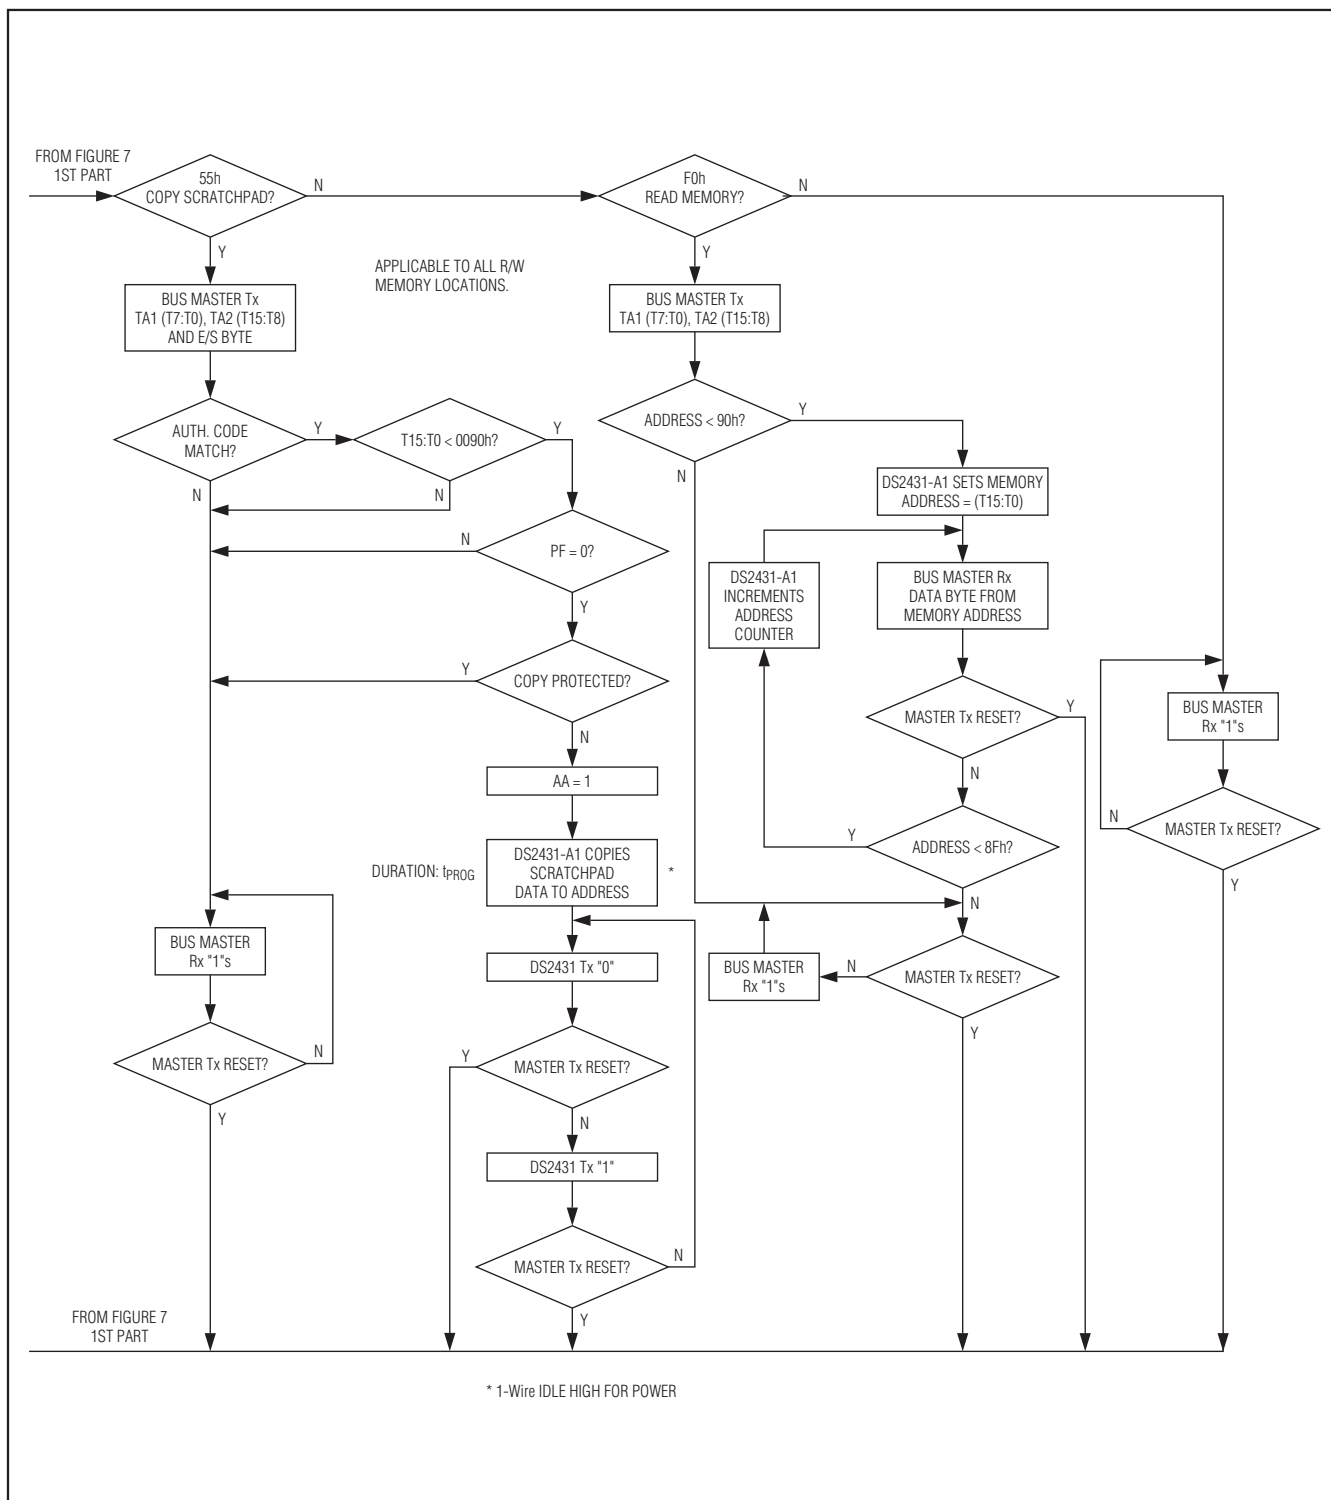 FROM FIGURE 7
1ST PART
55h
COPY SCRATCHPAD?
N
Y
F0h
READ MEMORY?
N
Y
APPLICABLE TO ALL R/W
MEMORY LOCATIONS.
BUS MASTER Tx
TA1 (T7:T0), TA2 (T15:T8)
AND E/S BYTE
BUS MASTER Tx
TA1 (T7:T0), TA2 (T15:T8)
AUTH. CODE
MATCH?
Y
N
T15:T0 < 0090h?
Y
N
ADDRESS < 90h?
Y
N
DS2431-A1 SETS MEMORY
ADDRESS = (T15:T0)
PF = 0?
N
Y
DS2431-A1
INCREMENTS
ADDRESS
COUNTER
BUS MASTER Rx
DATA BYTE FROM
MEMORY ADDRESS
COPY PROTECTED?
Y
N
MASTER Tx RESET?
Y
N
BUS MASTER
Rx "1"s
AA = 1
MASTER Tx RESET?
N
Y
ADDRESS < 8Fh?
Y
N
DURATION: tPROG
DS2431-A1 COPIES
SCRATCHPAD
DATA TO ADDRESS
*
BUS MASTER
Rx "1"s
DS2431 Tx "0"
BUS MASTER
Rx "1"s
N
MASTER Tx RESET?
Y
MASTER Tx RESET?
N
Y
MASTER Tx RESET?
Y
N
DS2431 Tx "1"
MASTER Tx RESET?
N
Y
FROM FIGURE 7
1ST PART
* 1-Wire IDLE HIGH FOR POWER